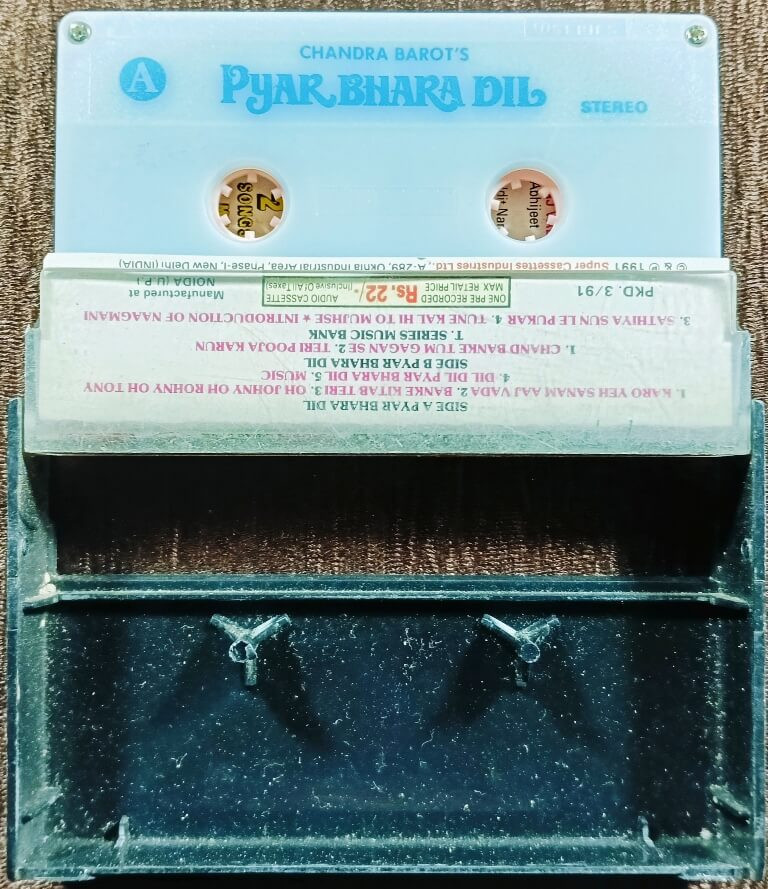 CHANDRA BAROT'S
A
PYAR BHARA DIL
STEREO
2
Abhijeet
SIDE A PYAR BHARA DIL
1. KARO YEH SANAM AAJ VADA 2. BANKE KITAB TERI 3. OH JOHNY OH ROHNY OH TONY
4. DIL DIL PYAR BHARA DIL 5. MUSIC
SIDE B PYAR BHARA DIL
1. CHAND BANKE TUM GAGAN SE 2. TERI POOJA KARUN
T. SERIES MUSIC BANK
3. SATHIYA SUN LE PUKAR 4. TUNE KAL HI TO MUJHSE ★ INTRODUCTION OF NAAGMANI
PKD. 3/91
ONE PRE RECORDED AUDIO CASSETTE
MAX RETAIL PRICE Rs. 22/- (Inclusive Of All Taxes)
Manufactured at
NOIDA (U.P.)
© & ℗ 1991 Super Cassettes Industries Ltd., A-289, Okhla Industrial Area, Phase-I, New Delhi (INDIA)